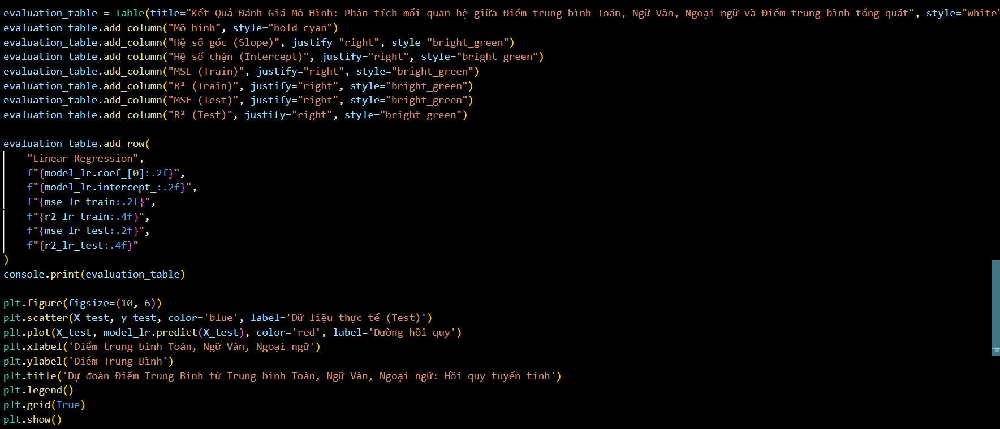 evaluation_table = Table(title="Kết Quả Đánh Giá Mô Hình: Phân tích mối quan hệ giữa Điểm trung bình Toán, Ngữ Văn, Ngoại ngữ và Điểm trung bình tổng quát", style="white"
evaluation_table.add_column("Mô hình", style="bold cyan")
evaluation_table.add_column("Hệ số góc (Slope)", justify="right", style="bright_green")
evaluation_table.add_column("Hệ số chặn (Intercept)", justify="right", style="bright_green")
evaluation_table.add_column("MSE (Train)", justify="right", style="bright_green")
evaluation_table.add_column("R² (Train)", justify="right", style="bright_green")
evaluation_table.add_column("MSE (Test)", justify="right", style="bright_green")
evaluation_table.add_column("R² (Test)", justify="right", style="bright_green")
evaluation_table.add_row(
"Linear Regression",
f"{model_lr.coef_[0]:.2f}",
f"{model_lr.intercept_:.2f}",
f"{mse_lr_train:.2f}",
f"{r2_lr_train:.4f}",
f"{mse_lr_test:.2f}",
f"{r2_lr_test:.4f}"
)
console.print(evaluation_table)
plt.figure(figsize=(10, 6))
plt.scatter(X_test, y_test, color='blue', label='Dữ liệu thực tế (Test)')
plt.plot(X_test, model_lr.predict(X_test), color='red', label='Đường hồi quy')
plt.xlabel('Điểm trung bình Toán, Ngữ Văn, Ngoại ngữ')
plt.ylabel('Điểm Trung Bình')
plt.title('Dự đoán Điểm Trung Bình từ Trung bình Toán, Ngữ Văn, Ngoại ngữ: Hồi quy tuyến tính')
plt.legend()
plt.grid(True)
plt.show()